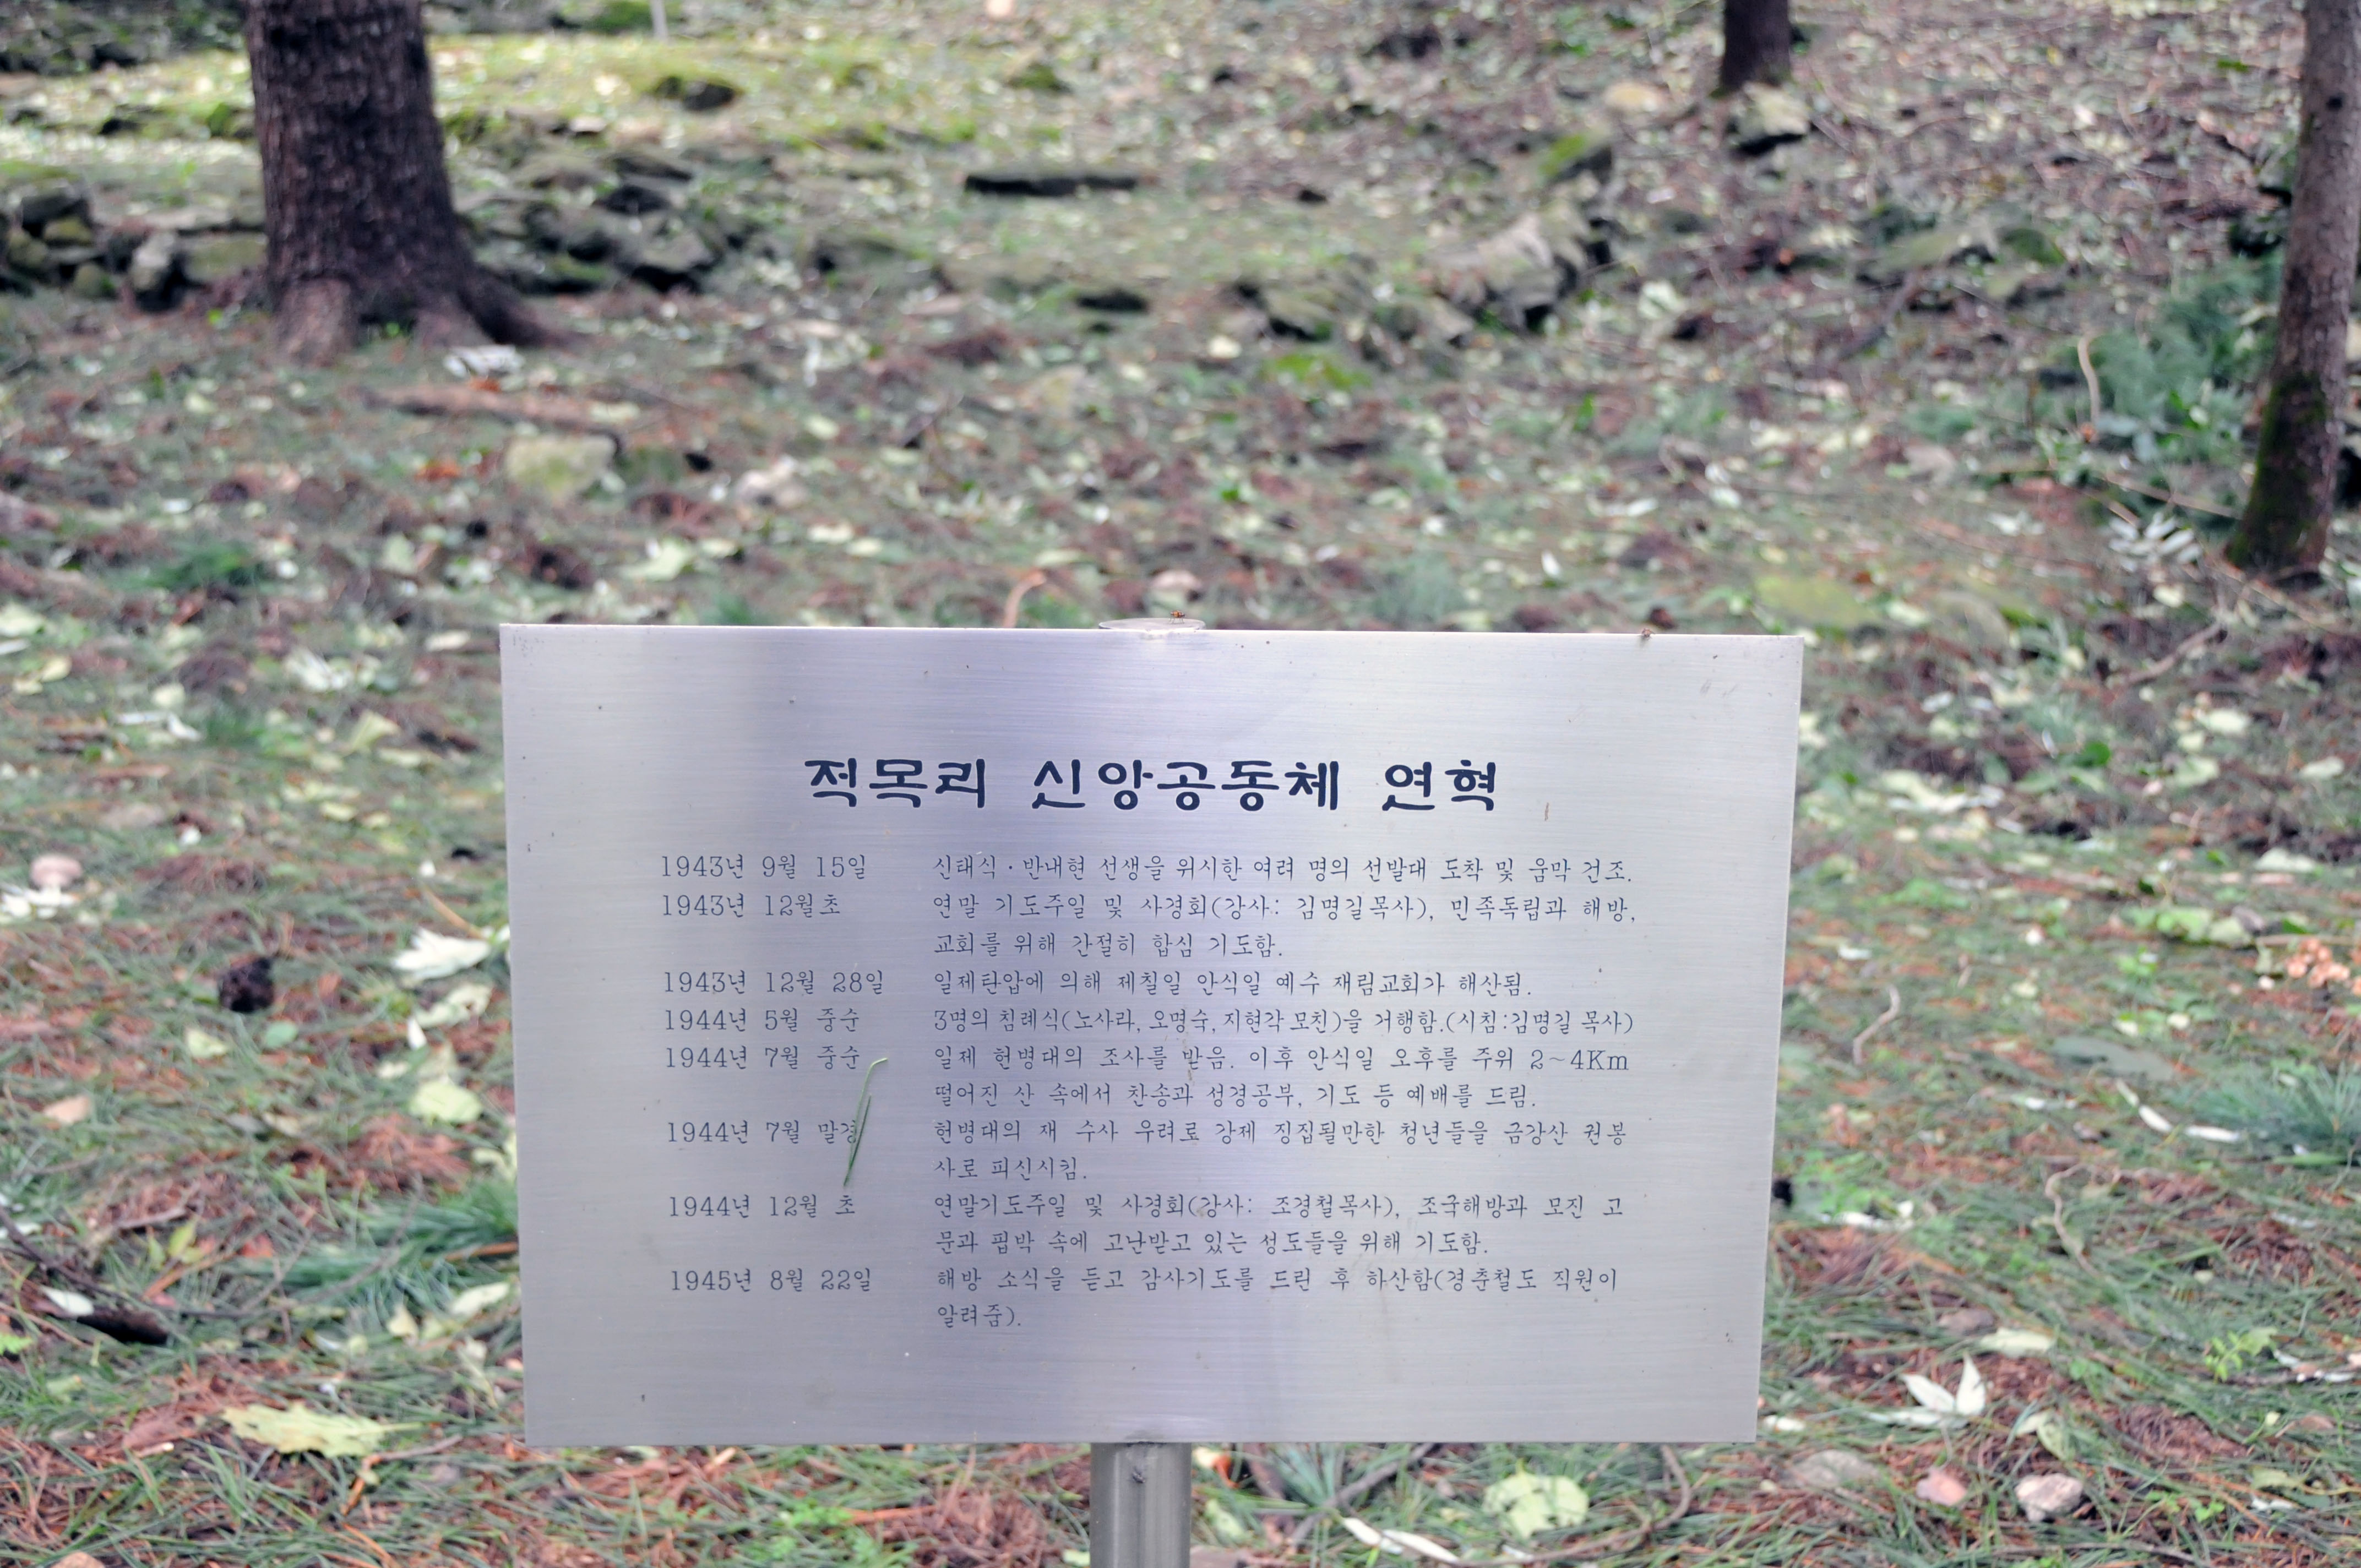 적목리 신앙공동체 연혁
1943년 9월 15일 신태식·반내현 선생을 위시한 여려 명의 선발대 도착 및 움막 건조.
1943년 12월초 연말 기도주일 및 사경회(강사: 김명길목사), 민족독립과 해방,
교회를 위해 간절히 합심 기도함.
1943년 12월 28일 일제탄압에 의해 제칠일 안식일 예수 재림교회가 해산됨.
1944년 5월 중순 3명의 침례식(노사라, 오명숙, 지현각 모친)을 거행함.(시침:김명길 목사)
1944년 7월 중순 일제 헌병대의 조사를 받음. 이후 안식일 오후를 주위 2~4Km
떨어진 산 속에서 찬송과 성경공부, 기도 등 예배를 드림.
1944년 7월 말경 헌병대의 재 수사 우려로 강제 징집될만한 청년들을 금강산 권봉
사로 피신시킴.
1944년 12월 초 연말기도주일 및 사경회(강사: 조경철목사), 조국해방과 모진 고
문과 핍박 속에 고난받고 있는 성도들을 위해 기도함.
1945년 8월 22일 해방 소식을 듣고 감사기도를 드린 후 하산함(경춘철도 직원이
알려줌).